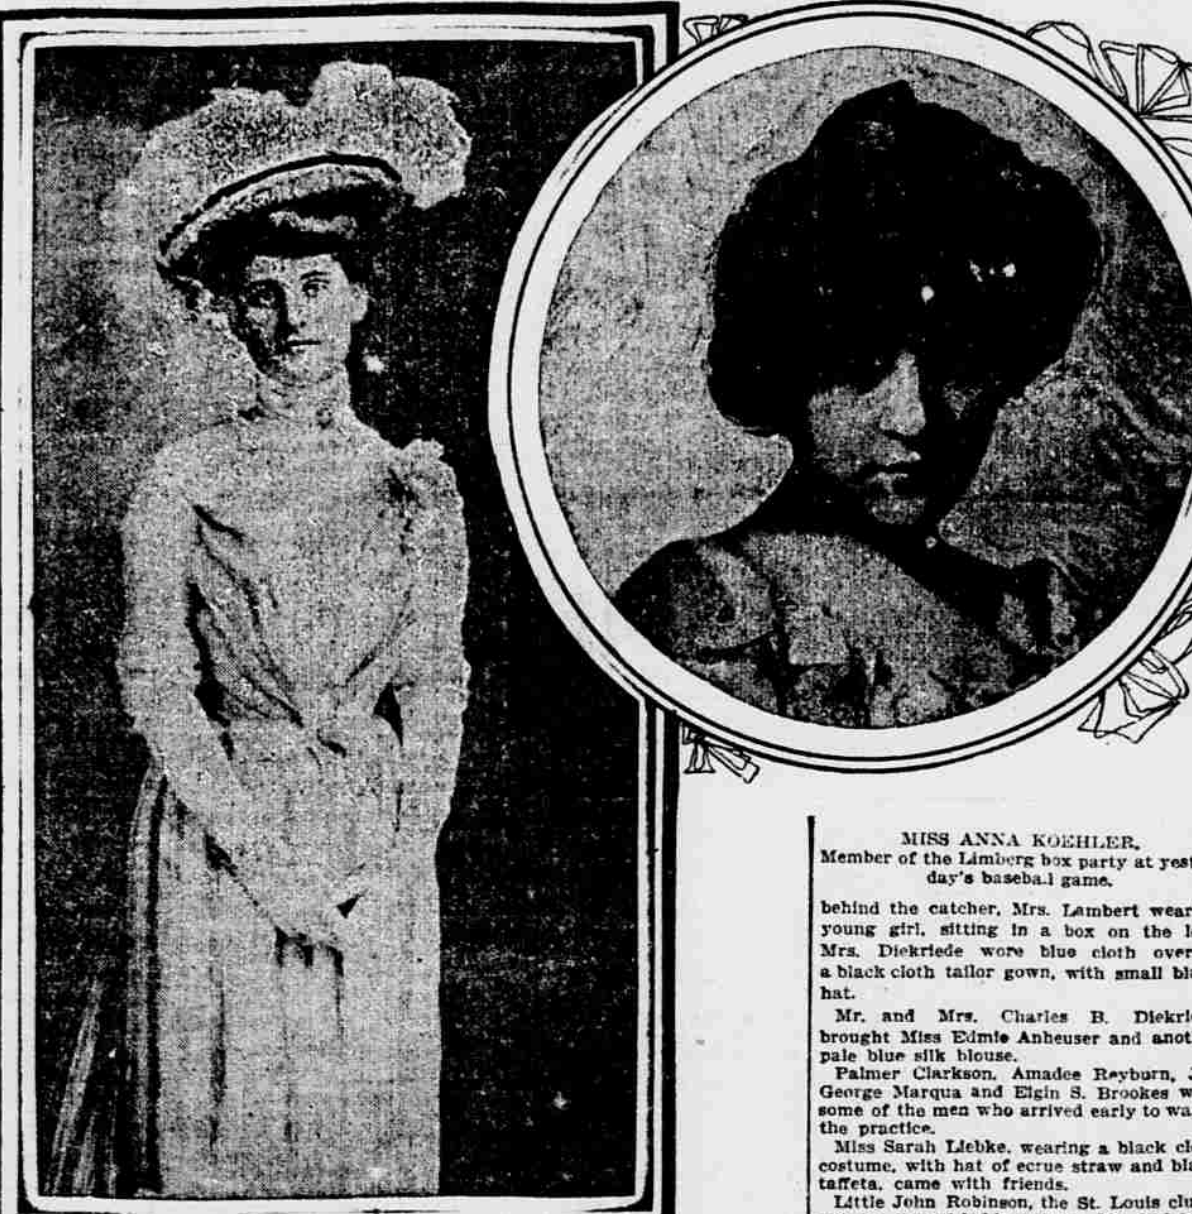 MISS ANNA KOEHLER,
Member of the Limberg box party at yest
day's baseball game.
behind the catcher, Mrs. Lambert wear
young girl, sitting in a box on the l
Mrs. Diekriede wore blue cloth over
a black cloth tailor gown, with small bl
hat.
Mr. and Mrs. Charles B. Diekri
brought Miss Edmie Anheuser and anot
pale blue silk blouse.
Palmer Clarkson, Amadee Reyburn, J
George Marqua and Elgin S. Brookes w
some of the men who arrived early to wa
the practice.
Miss Sarah Liebke, wearing a black cl
costume, with hat of ecrue straw and bla
taffeta, came with friends.
Little John Robinson, the St. Louis clu